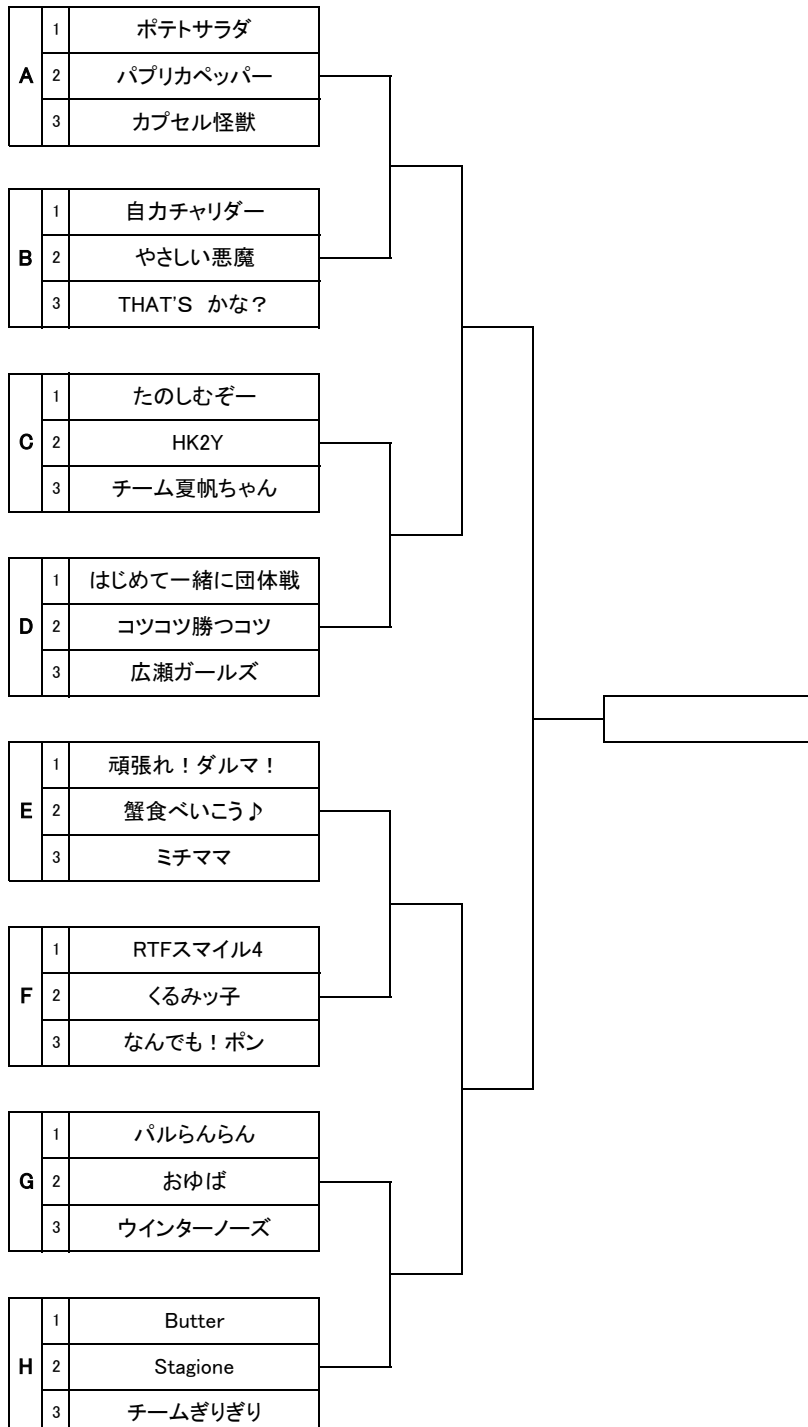 A
1 ポテトサラダ
2 パプリカペッパー
3 カプセル怪獣
B
1 自力チャリダー
2 やさしい悪魔
3 THAT'S かな？
C
1 たのしむぞー
2 HK2Y
3 チーム夏帆ちゃん
D
1 はじめて一緒に団体戦
2 コツコツ勝つコツ
3 広瀬ガールズ
E
1 頑張れ！ダルマ！
2 蟹食べいこう♪
3 ミチママ
F
1 RTFスマイル4
2 くるみッ子
3 なんでも！ポン
G
1 パルらんらん
2 おゆば
3 ウインターノーズ
H
1 Butter
2 Stagione
3 チームぎりぎり